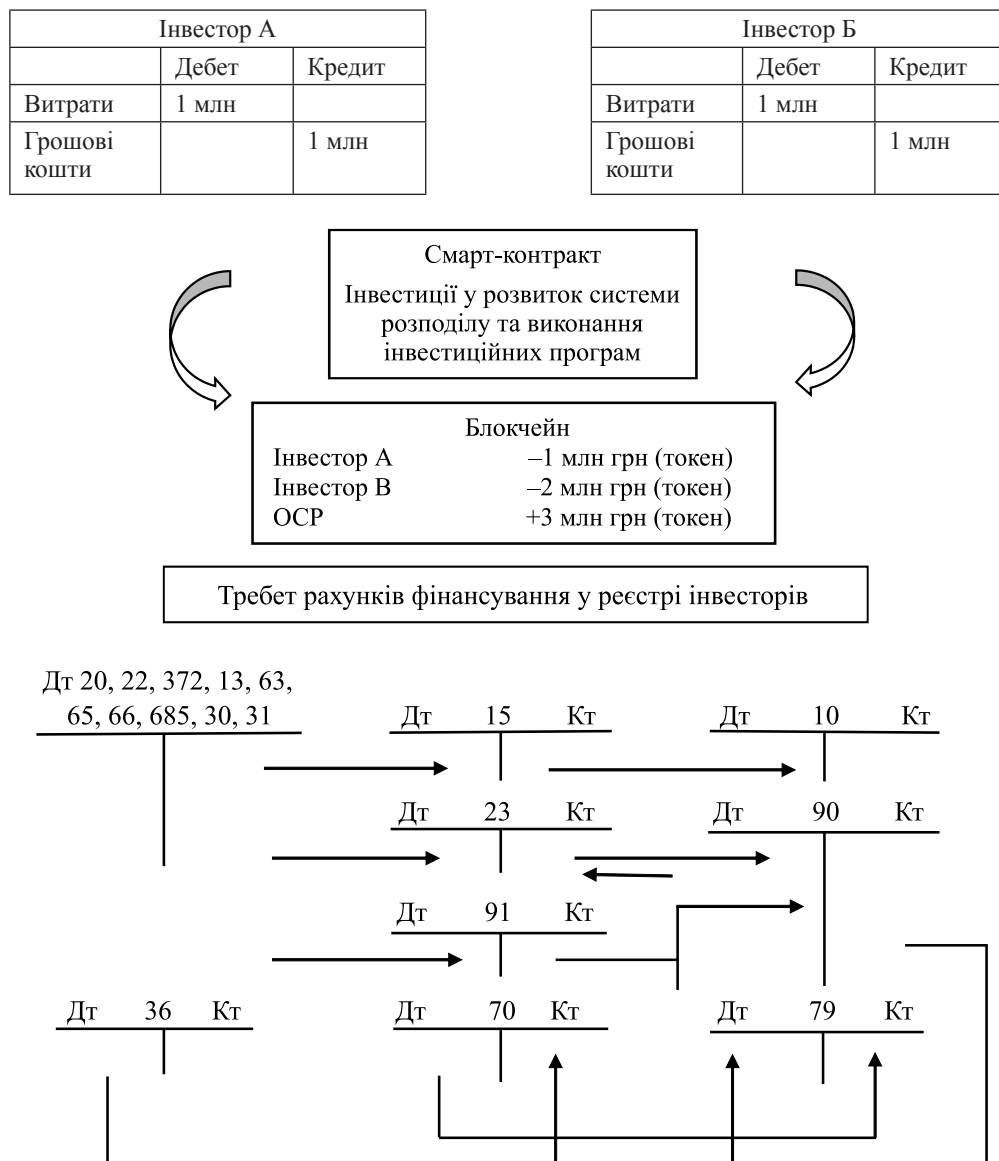 Інвестор А
Дебет Кредит
Витрати 1 млн
Грошові кошти 1 млн
Інвестор Б
Дебет Кредит
Витрати 1 млн
Грошові кошти 1 млн
Смарт-контракт
Інвестиції у розвиток системи
розподілу та виконання
інвестиційних програм
Блокчейн
Інвестор А –1 млн грн (токен)
Інвестор В –2 млн грн (токен)
ОСР +3 млн грн (токен)
Требет рахунків фінансування у реєстрі інвесторів
Дт 20, 22, 372, 13, 63,
65, 66, 685, 30, 31
Дт 15 Кт
Дт 10 Кт
Дт 23 Кт
Дт 90 Кт
Дт 91 Кт
Дт 36 Кт
Дт 70 Кт
Дт 79 Кт